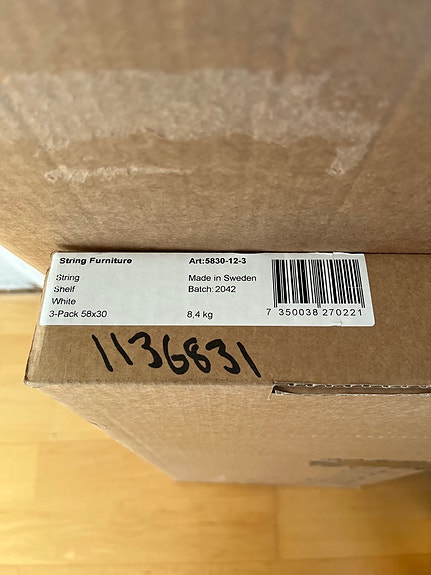 String Furniture Art:5830-12-3
String Made in Sweden
Shelf Batch: 2042
White
3-Pack 58x30 8,4 kg
7 350038 270221
1136831